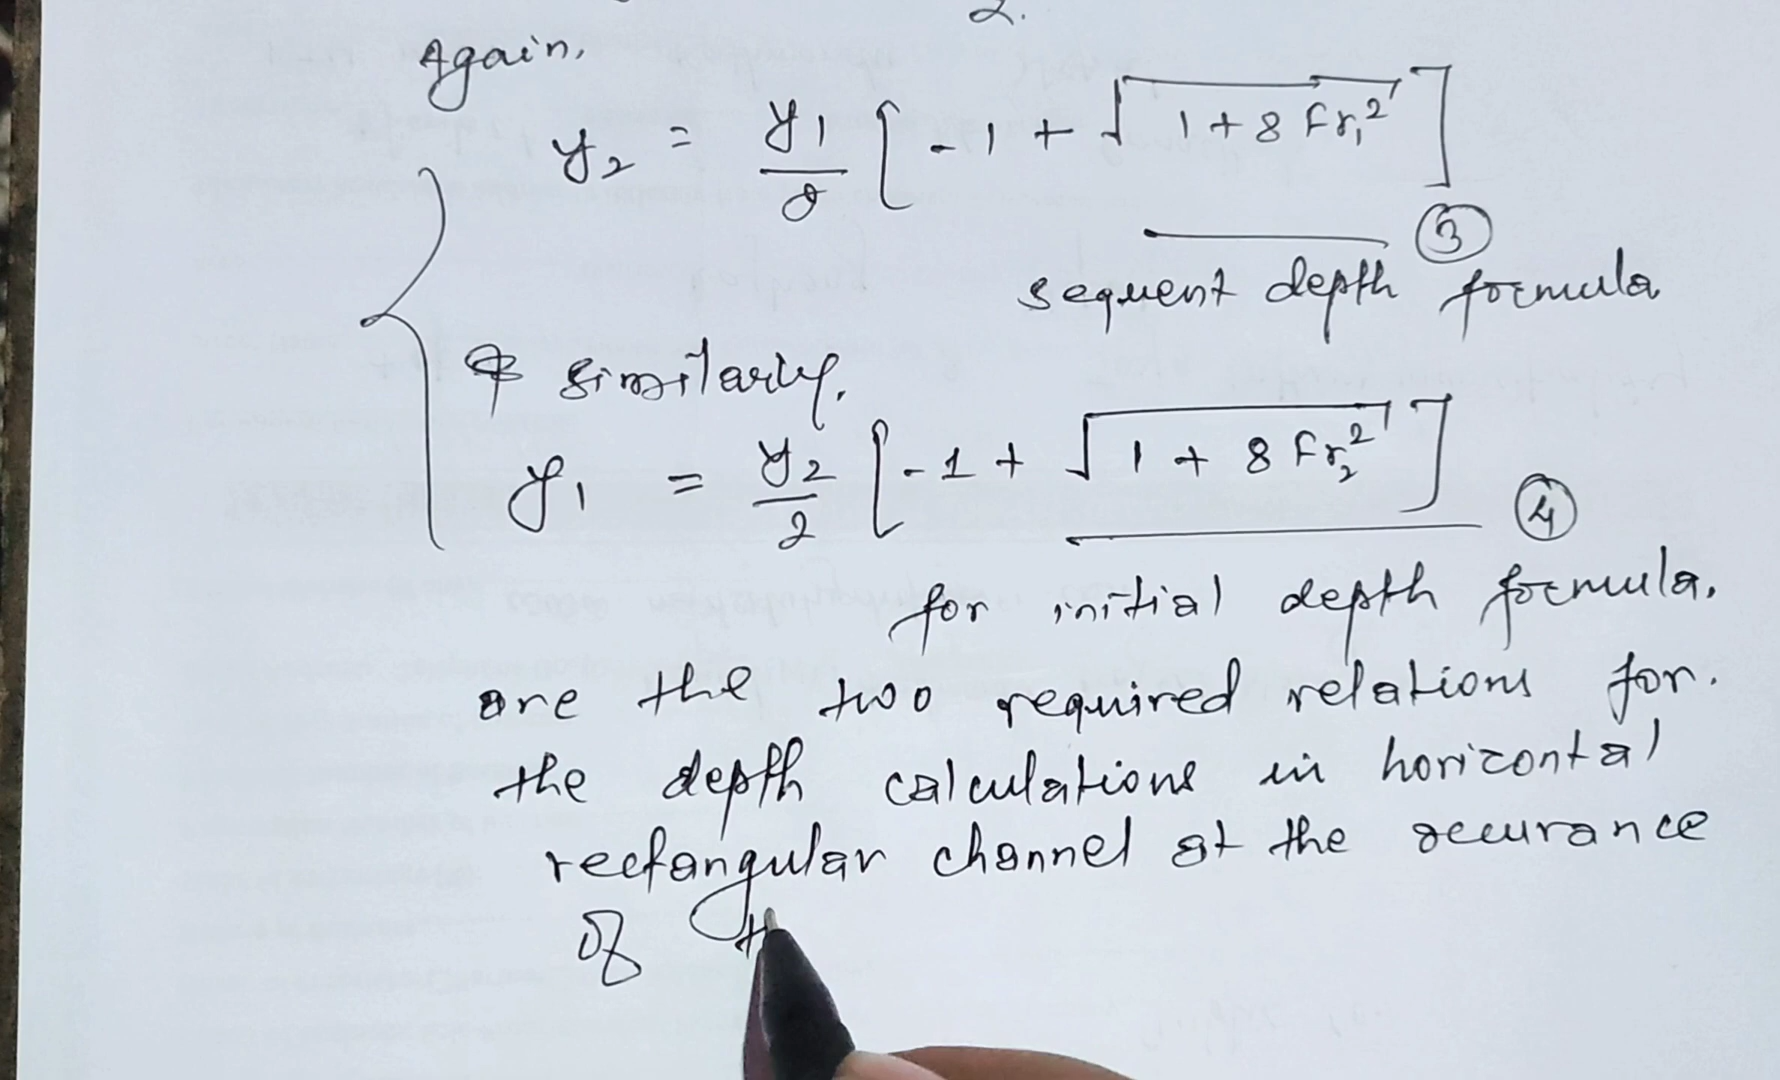 2.
Again,
y₂ = y₁/2 [-1 + √(1 + 8 Fr₁²)]
③
sequent depth formula
& similarly,
y₁ = y₂/2 [-1 + √(1 + 8 Fr₂²)]
④
for initial depth formula.
are the two required relations for.
the depth calculations in horizontal
rectangular channel at the occurance
of